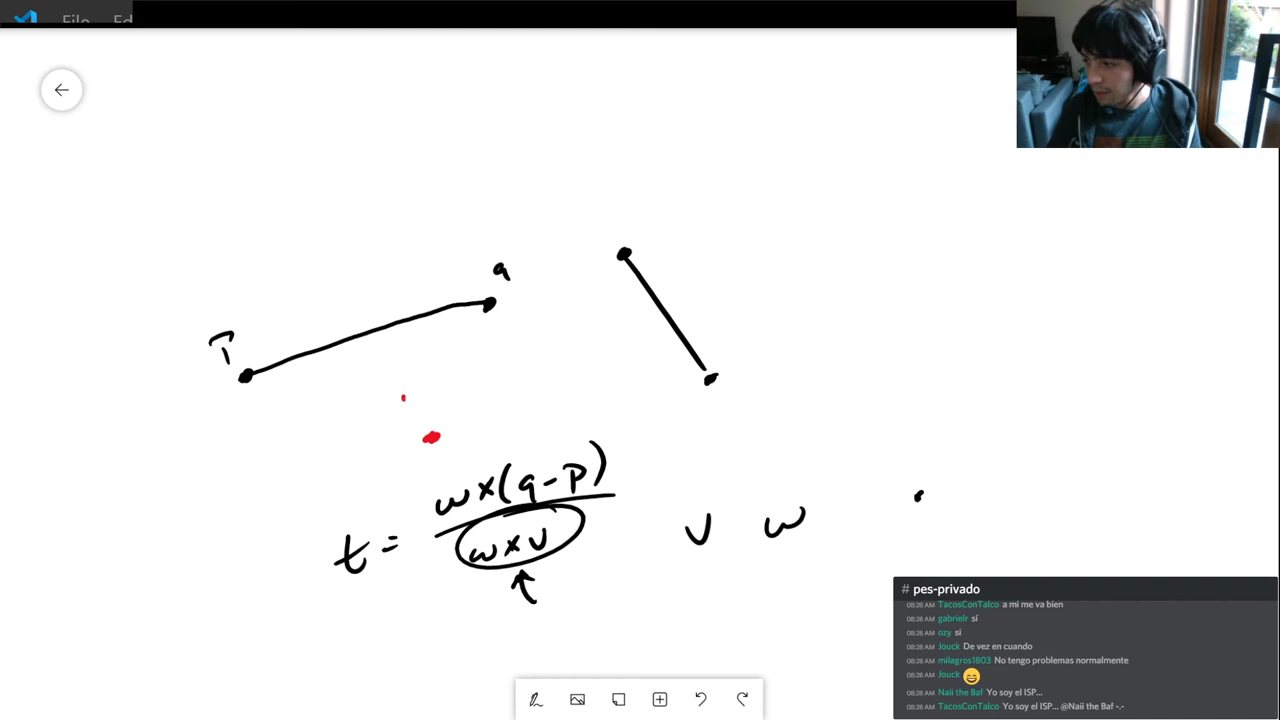 File Ed
q
P
w×(q-P)
t=
w×v
v w
# pes-privado
08:28 AM TacosConTalco a mi me va bien
08:28 AM gabrielr sí
08:28 AM ozy si
08:28 AM Jouck De vez en cuando
08:28 AM milagros1803 No tengo problemas normalmente
08:28 AM Jouck 😄
08:28 AM Naii the Baf Yo soy el ISP...
08:28 AM TacosConTalco Yo soy el ISP... @Naii the Baf -.-